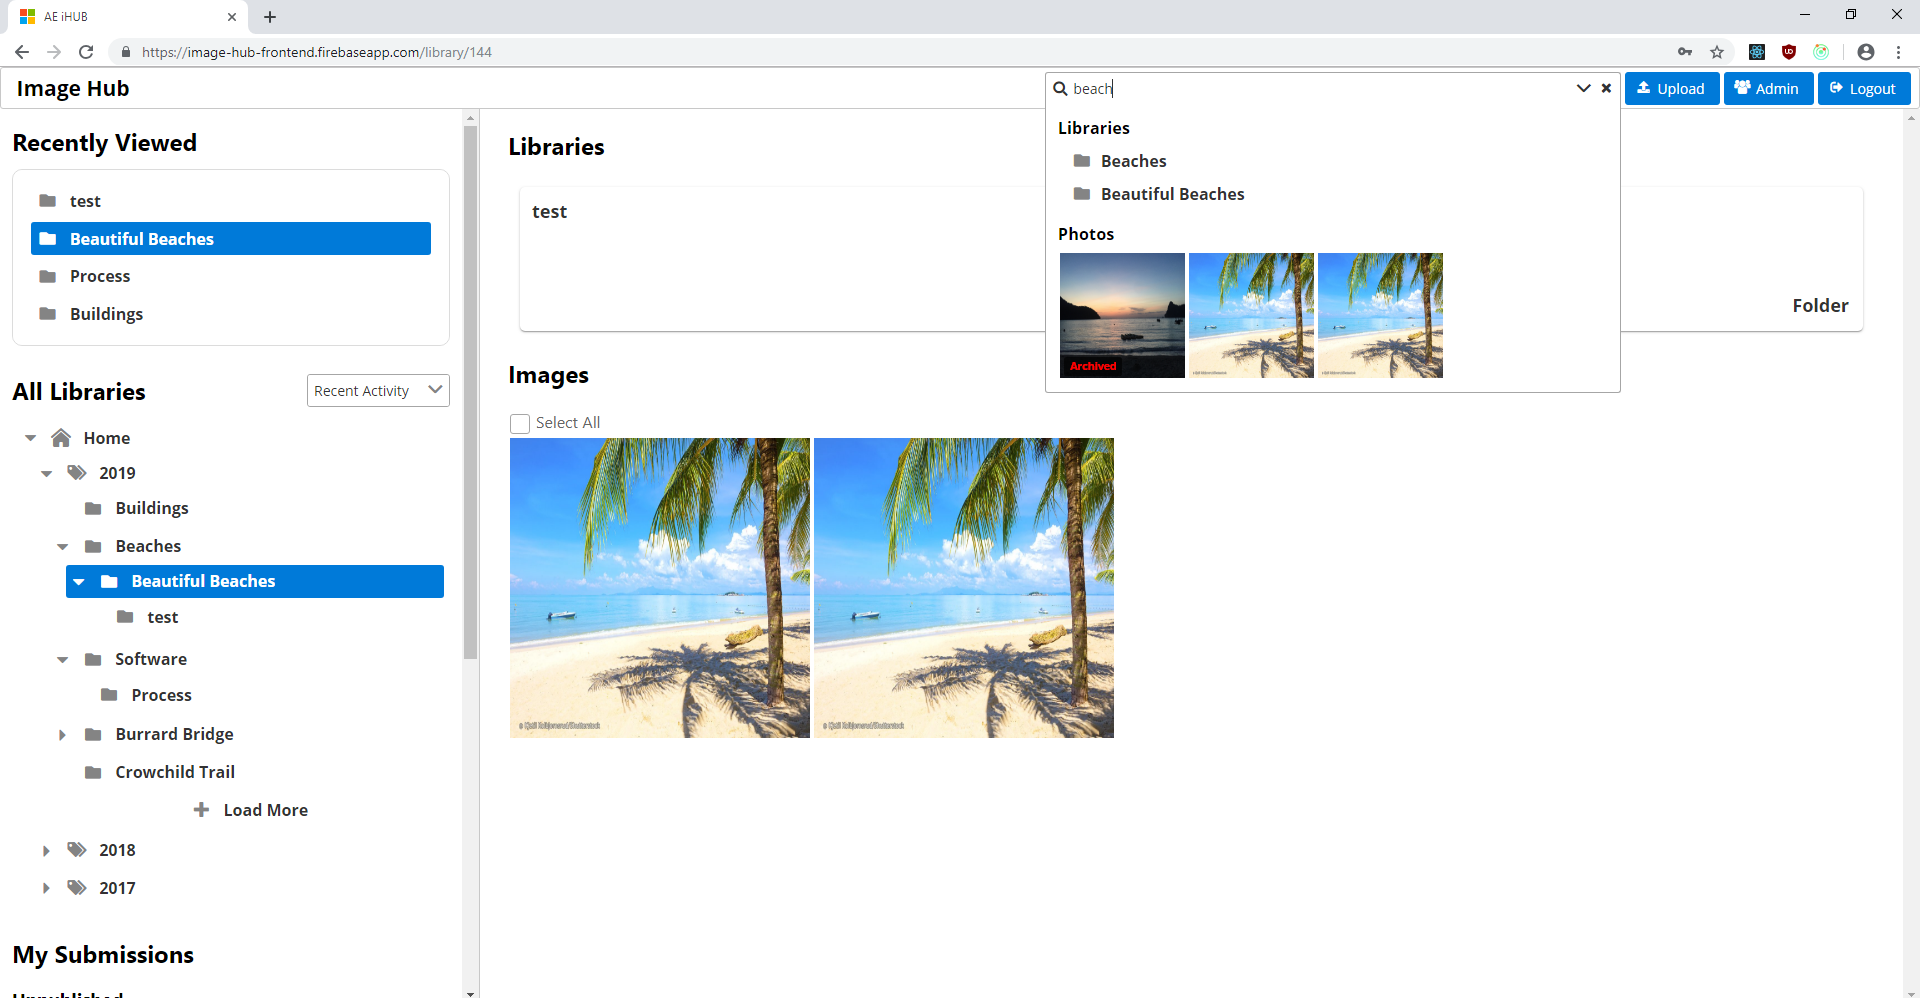 AE iHUB
https://image-hub-frontend.firebaseapp.com/library/144
Image Hub
beach
Upload
Admin
Logout
Recently Viewed
test
Beautiful Beaches
Process
Buildings
All Libraries
Recent Activity
Home
2019
Buildings
Beaches
Beautiful Beaches
test
Software
Process
Burrard Bridge
Crowchild Trail
Load More
2018
2017
My Submissions
Unpublished
Libraries
test
Folder
Images
Select All
Libraries
Beaches
Beautiful Beaches
Photos
Archived